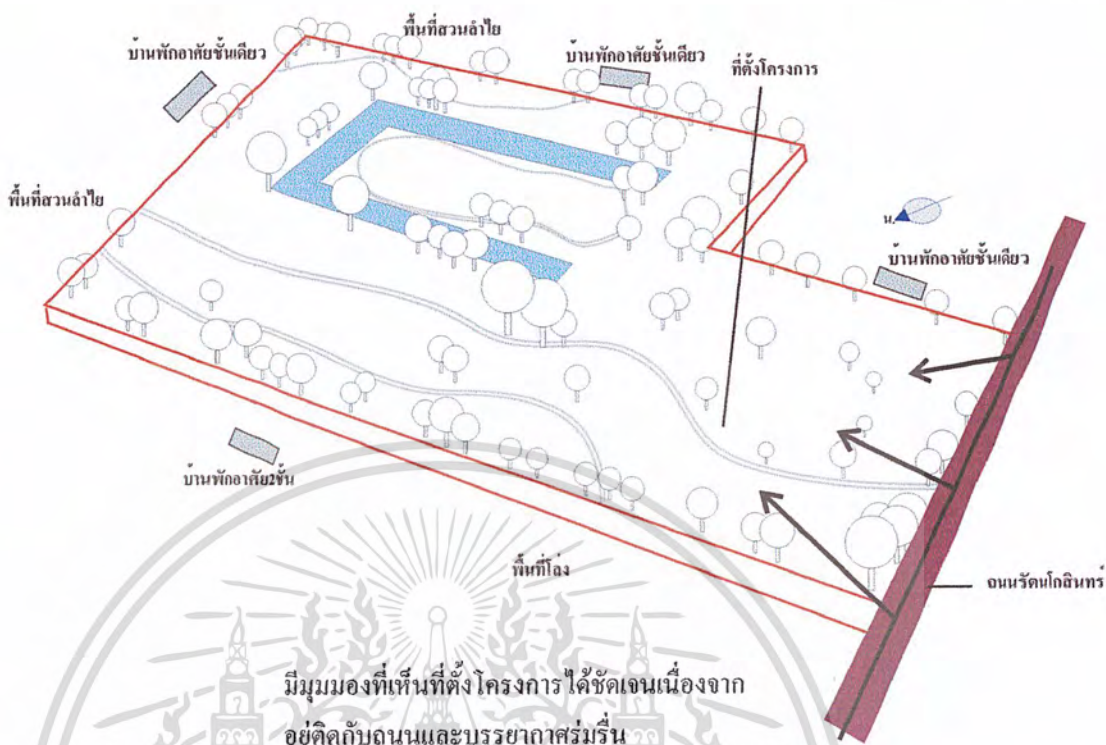 พื้นที่สวนลำไย
บ้านพักอาศัยชั้นเดียว
บ้านพักอาศัยชั้นเดียว
ที่ตั้งโครงการ
พื้นที่สวนลำไย
น.
บ้านพักอาศัยชั้นเดียว
บ้านพักอาศัย2ชั้น
พื้นที่โล่ง
ถนนรัตนโกสินทร์
มีมุมมองที่เห็นที่ตั้งโครงการได้ชัดเจนเนื่องจาก
อยู่ติดกับถนนและบรรยากาศร่มรื่น